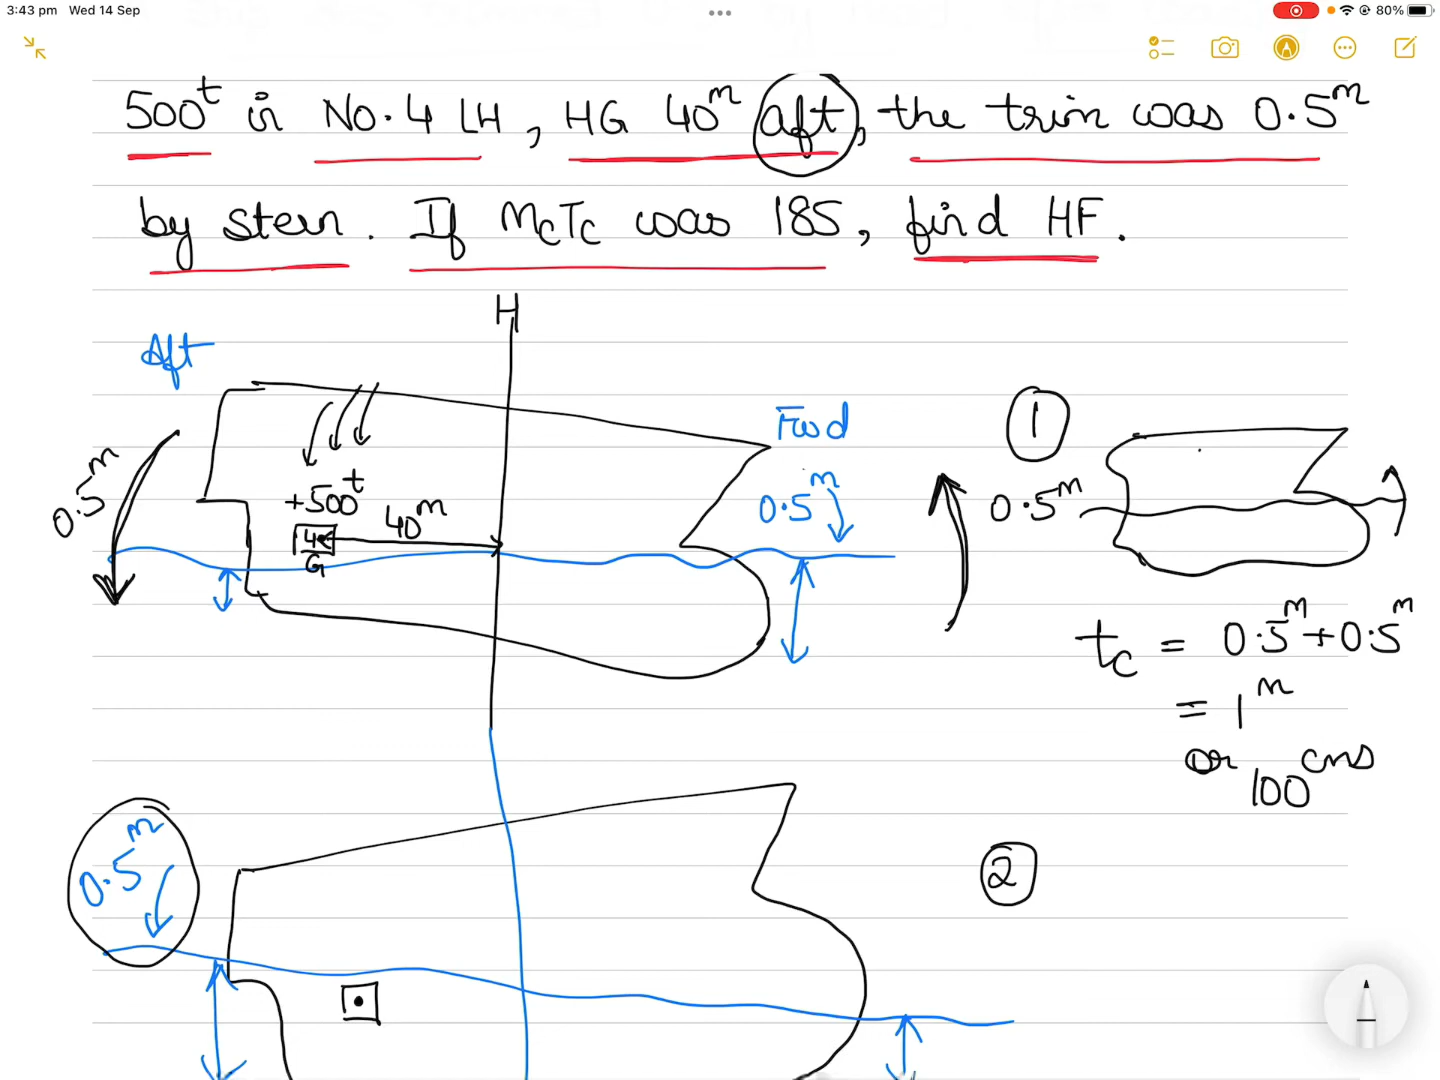 3:43 pm Wed 14 Sep
80%
500t in No. 4 LH, HG 40m aft, the trim was 0.5m
by stern. If MCTC was 185, find HF.
H
Aft
Fwd
1
0.5m
+500t
40m
4
G
0.5m
0.5m
tc = 0.5m + 0.5m
= 1m
or 100 cms
0.5m
2